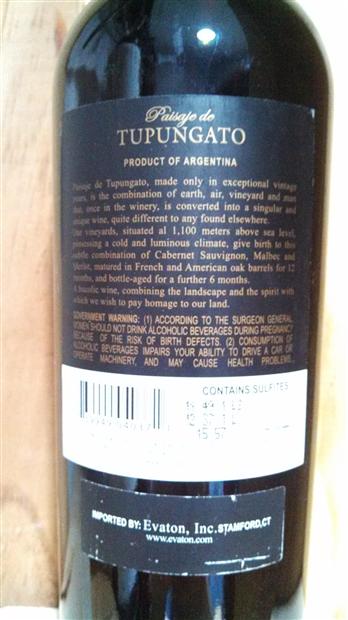 Paisaje de
TUPUNGATO
PRODUCT OF ARGENTINA
Paisaje de Tupungato, made only in exceptional vintage
years, is the combination of earth, air, vineyard and man
that, once in the winery, is converted into a singular and
unique wine, quite different to any found elsewhere.
Our vineyards, situated al 1,100 meters above sea level,
possessing a cold and luminous climate, give birth to this
subtle combination of Cabernet Sauvignon, Malbec and
Merlot, matured in French and American oak barrels for 12
months, and bottle-aged for a further 6 months.
A bucolic wine, combining the landscape and the spirit with
which we wish to pay homage to our land.
GOVERNMENT WARNING: (1) ACCORDING TO THE SURGEON GENERAL
WOMEN SHOULD NOT DRINK ALCOHOLIC BEVERAGES DURING PREGNANCY
BECAUSE OF THE RISK OF BIRTH DEFECTS. (2) CONSUMPTION OF
ALCOHOLIC BEVERAGES IMPAIRS YOUR ABILITY TO DRIVE A CAR OR
OPERATE MACHINERY, AND MAY CAUSE HEALTH PROBLEMS.
CONTAINS SULFITES
15 57
IMPORTED BY: Evaton, Inc. STAMFORD, CT
www.evaton.com